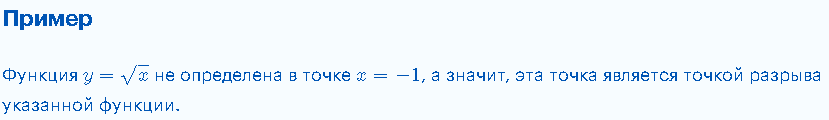 Пример
Функция y = √x не определена в точке x = −1, а значит, эта точка является точкой разрыва
указанной функции.